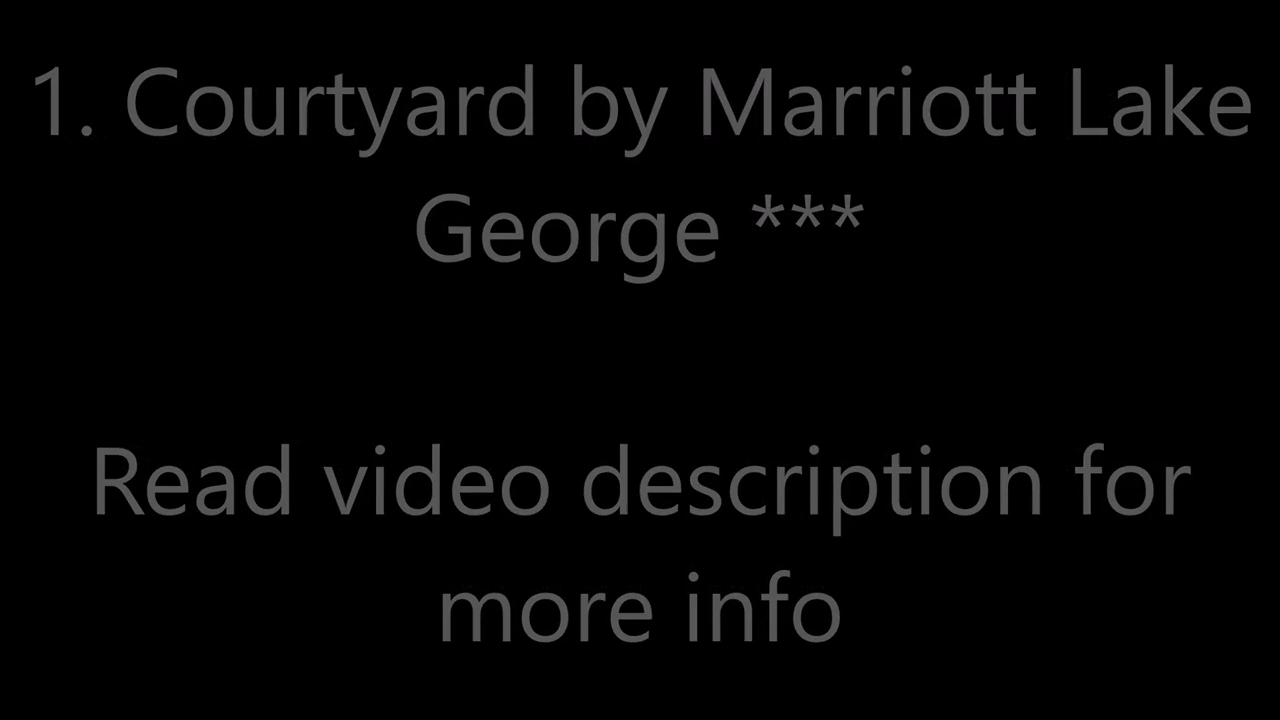 1. Courtyard by Marriott Lake
George ***
Read video description for
more info